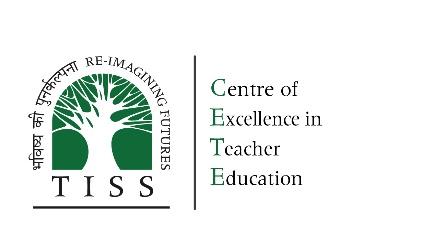 भविष्य की पुनर्कल्पना RE-IMAGINING FUTURES
TISS
Centre of
Excellence in
Teacher
Education